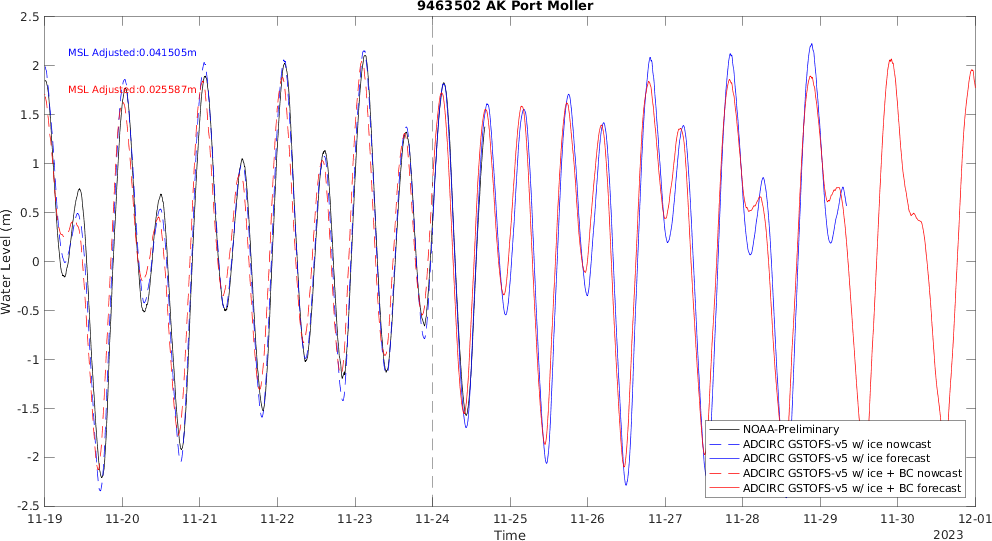 9463502 AK Port Moller
MSL Adjusted:0.041505m
MSL Adjusted:0.025587m
Water Level (m)
2.5
2
1.5
1
0.5
0
-0.5
-1
-1.5
-2
-2.5
NOAA-Preliminary
ADCIRC GSTOFS-v5 w/ ice nowcast
ADCIRC GSTOFS-v5 w/ ice forecast
ADCIRC GSTOFS-v5 w/ ice + BC nowcast
ADCIRC GSTOFS-v5 w/ ice + BC forecast
11-19 11-20 11-21 11-22 11-23 11-24 11-25 11-26 11-27 11-28 11-29 11-30 12-01
Time
2023